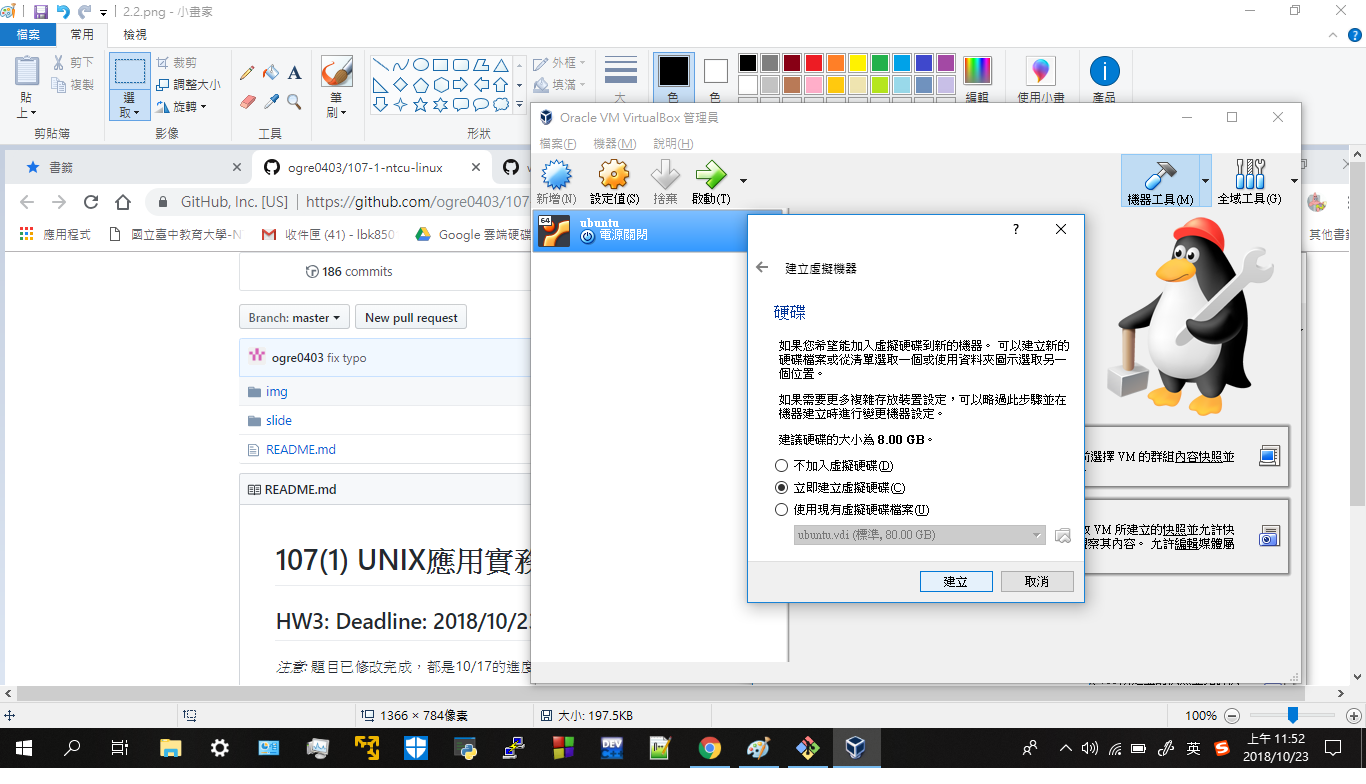 2.2.png - 小畫家
檔案
常用
檢視
貼上
剪下
複製
剪貼簿
選取
裁剪
調整大小
旋轉
影像
A
工具
筆刷
形狀
外框
填滿
大
色
色
編輯
使用小畫
產品
書籤
ogre0403/107-1-ntcu-linux
GitHub, Inc. [US] | https://github.com/ogre0403/107
應用程式
國立臺中教育大學-N
收件匣 (41) - lbk850
Google 雲端硬碟
其他書籤
186 commits
Branch: master
New pull request
ogre0403 fix typo
img
slide
README.md
README.md
107(1) UNIX應用實務
HW3: Deadline: 2018/10/2
注意: 題目已修改完成，都是10/17的進度
Oracle VM VirtualBox 管理員
檔案(F)
機器(M)
說明(H)
新增(N)
設定值(S)
捨棄
啟動(T)
機器工具(M)
全域工具(G)
64
ubuntu
電源關閉
選擇 VM 的群組內容快照並
VM 所建立的快照並允許快
察其內容。 允許編輯媒體屬
?
建立虛擬機器
硬碟
如果您希望能加入虛擬硬碟到新的機器。 可以建立新的
硬碟檔案或從清單選取一個或使用資料夾圖示選取另一
個位置。
如果需要更多複雜存放裝置設定，可以略過此步驟並在
機器建立時進行變更機器設定。
建議硬碟的大小為 8.00 GB。
不加入虛擬硬碟(D)
立即建立虛擬硬碟(C)
使用現有虛擬硬碟檔案(U)
ubuntu.vdi (標準, 80.00 GB)
建立
取消
1366 × 784像素
大小: 197.5KB
100%
DEV
英
上午 11:52
2018/10/23